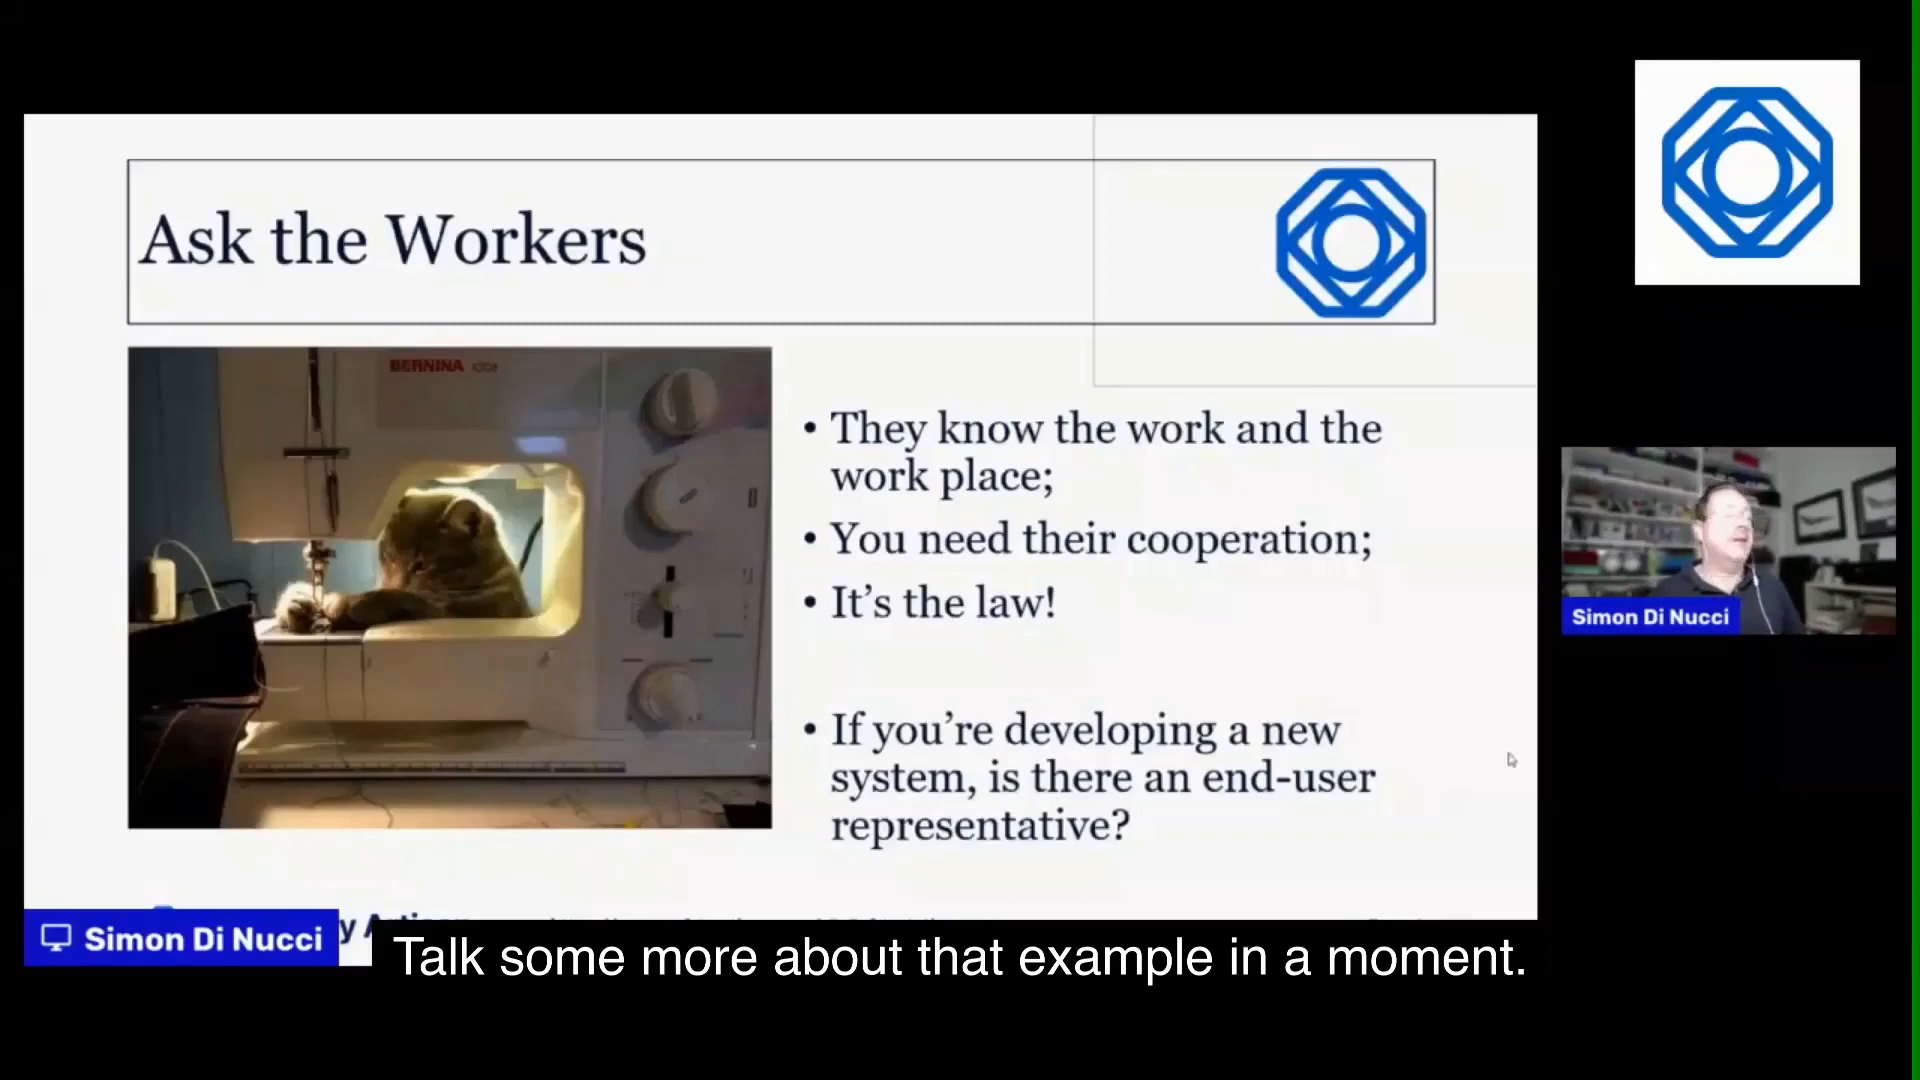 Ask the Workers
BERNINA 1008
• They know the work and the
work place;
• You need their cooperation;
• It’s the law!
• If you’re developing a new
system, is there an end-user
representative?
Simon Di Nucci
Simon Di Nucci
Talk some more about that example in a moment.